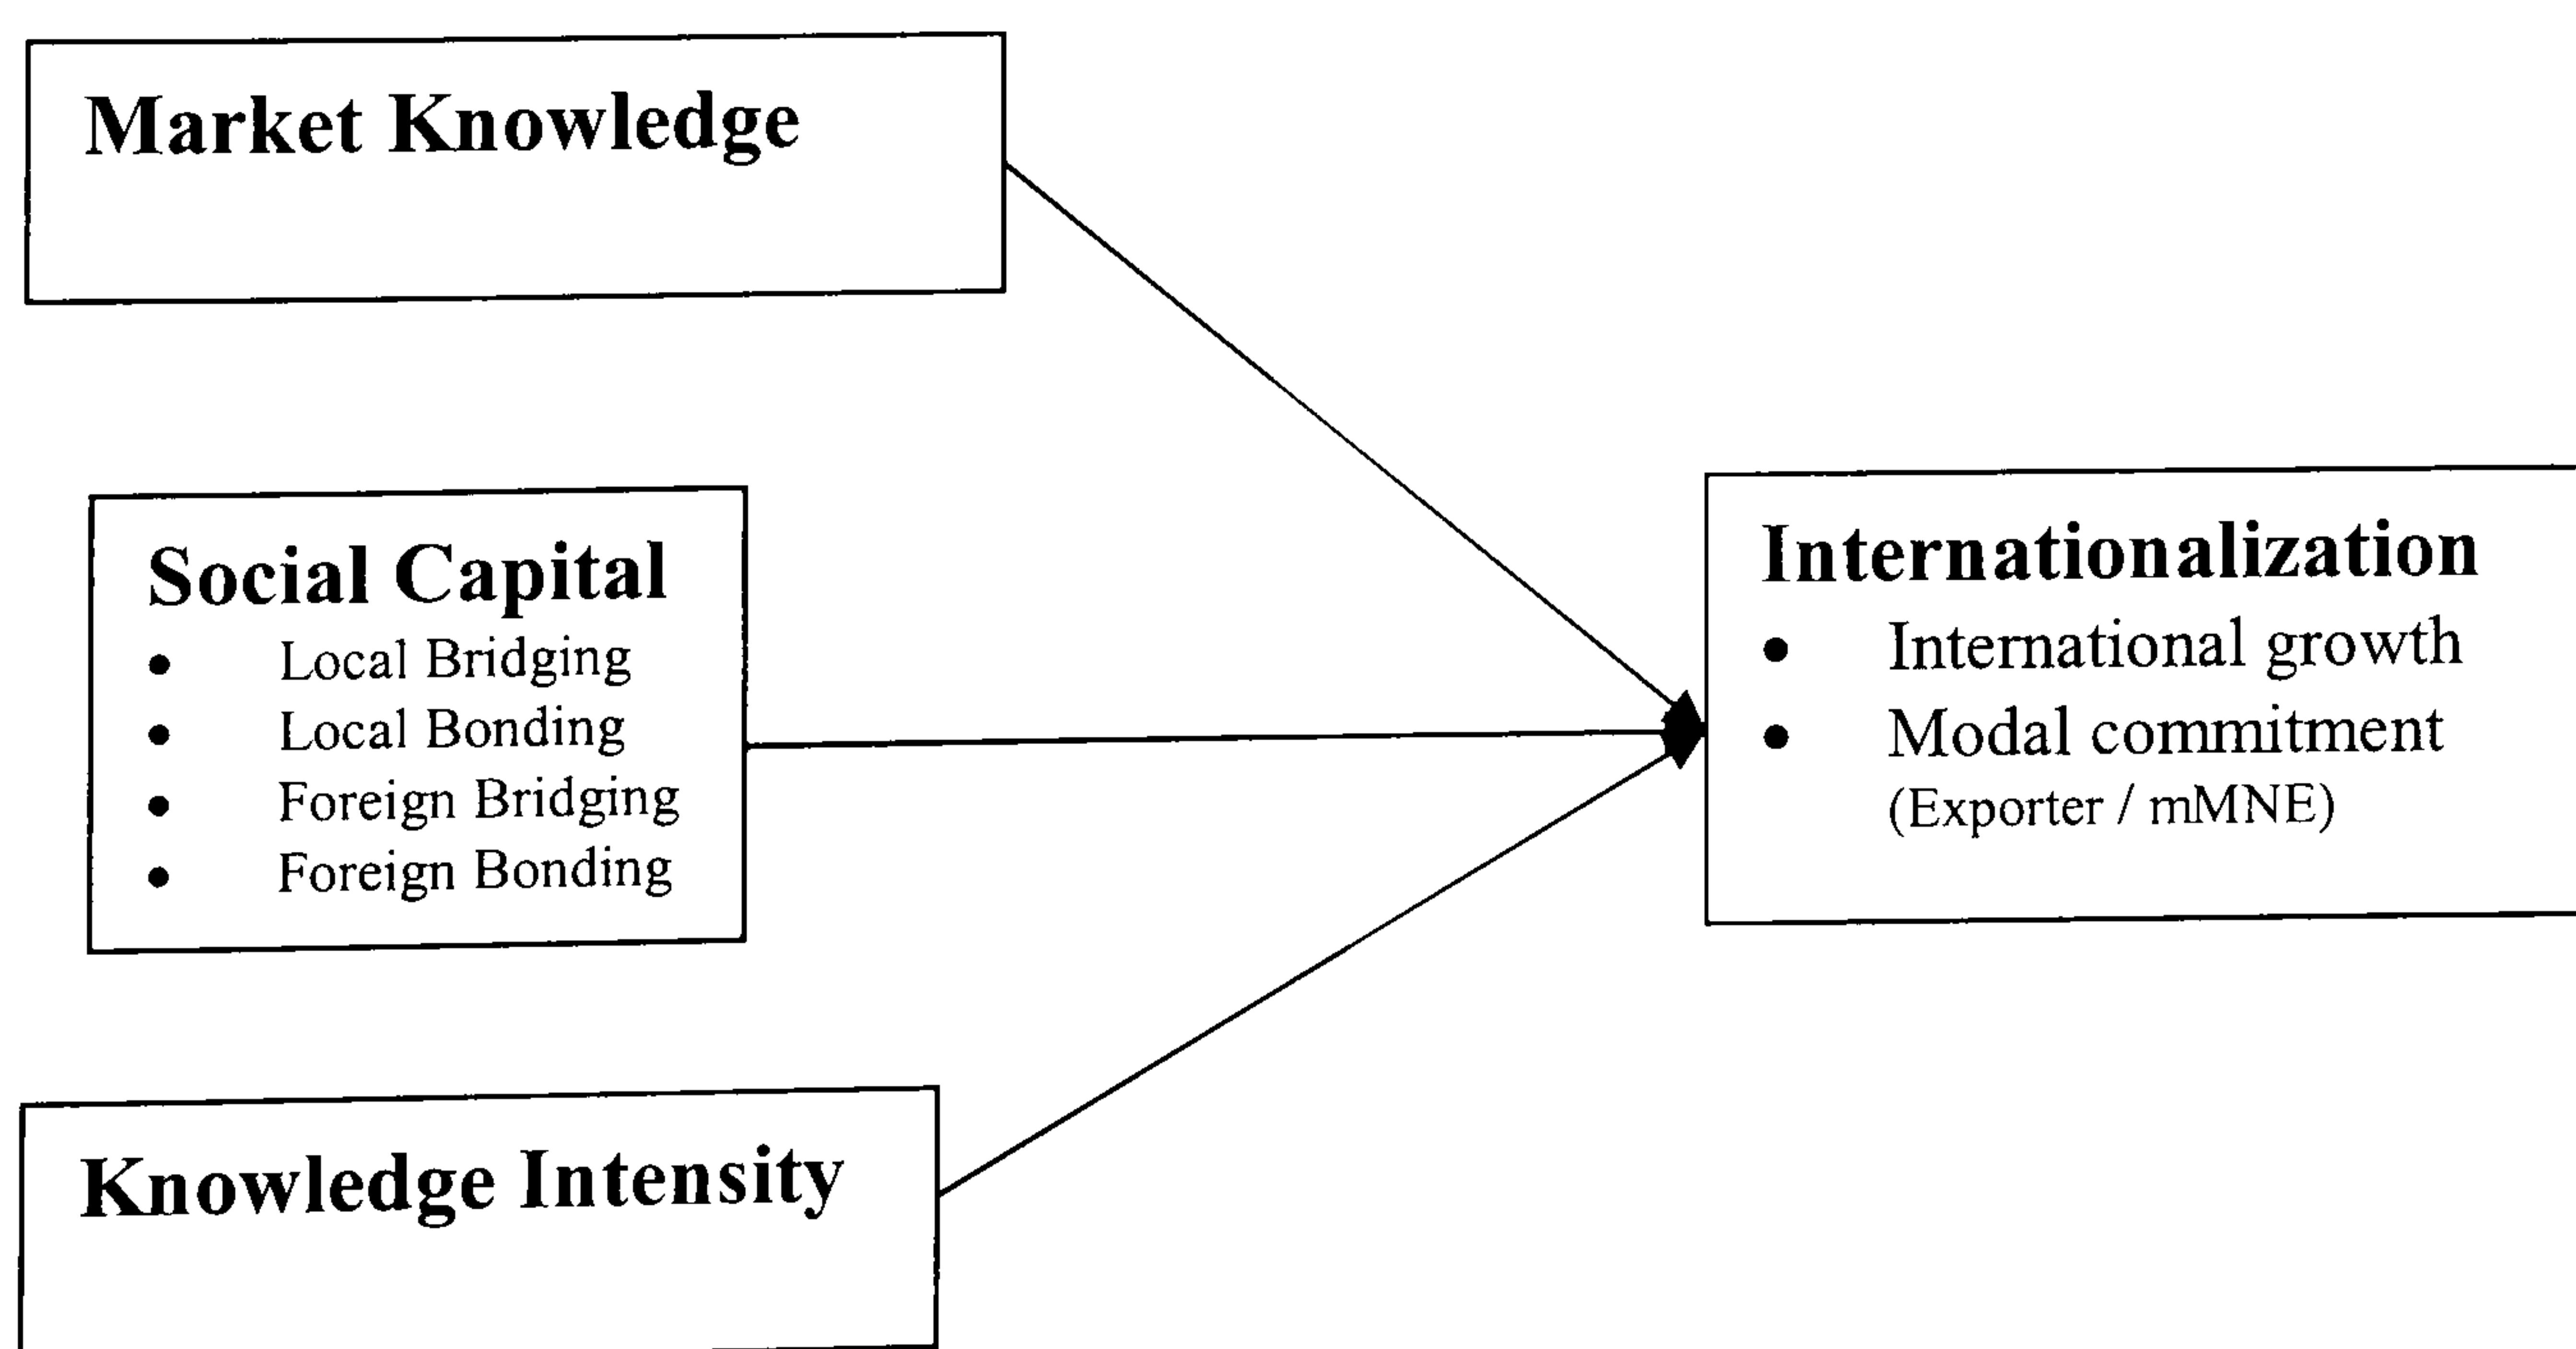 Market Knowledge
Social Capital
• Local Bridging
• Local Bonding
• Foreign Bridging
• Foreign Bonding
Knowledge Intensity
Internationalization
• International growth
• Modal commitment
(Exporter / mMNE)